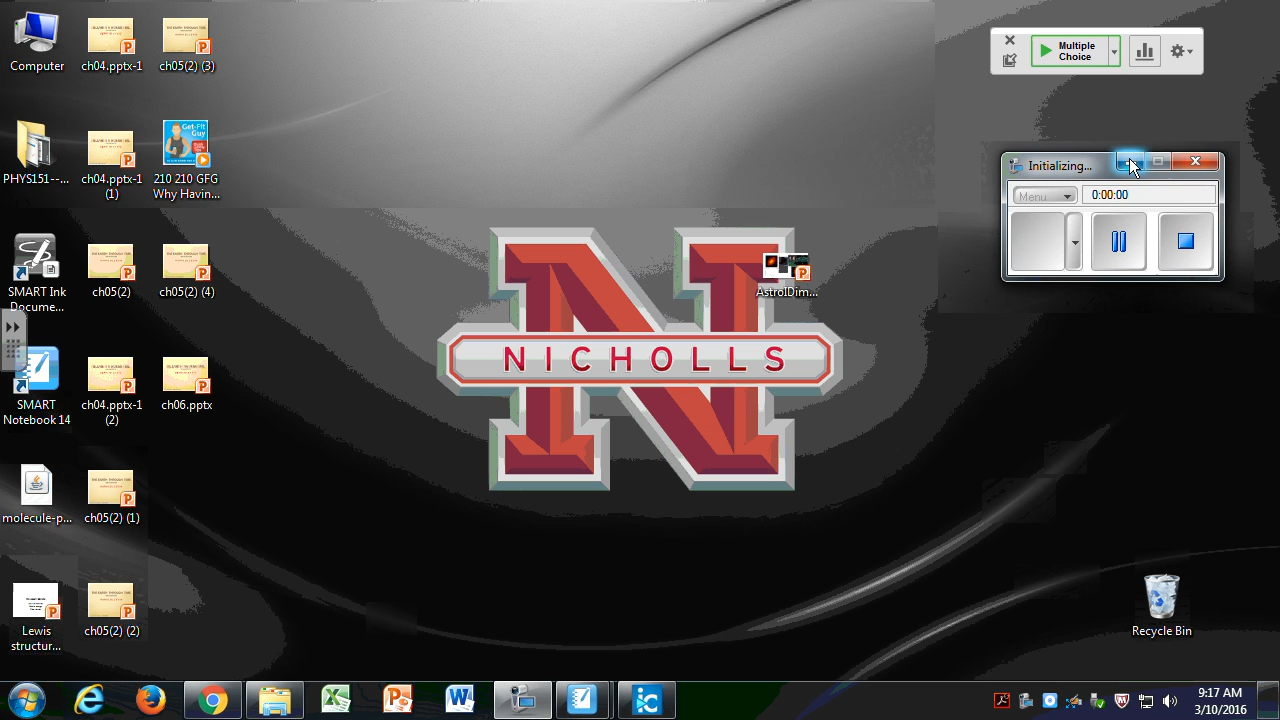 Computer
ch04.pptx-1
ch05(2) (3)
Multiple
Choice
PHYS151--...
ch04.pptx-1
(1)
Get-Fit
Guy
210 210 GFG
Why Havin...
Initializing...
Menu
0:00:00
SMART Ink
Docume...
ch05(2)
ch05(2) (4)
AstroIDim...
NICHOLLS
SMART
Notebook 14
ch04.pptx-1
(2)
ch06.pptx
molecule-p...
ch05(2) (1)
Lewis
structur...
ch05(2) (2)
Recycle Bin
9:17 AM
3/10/2016